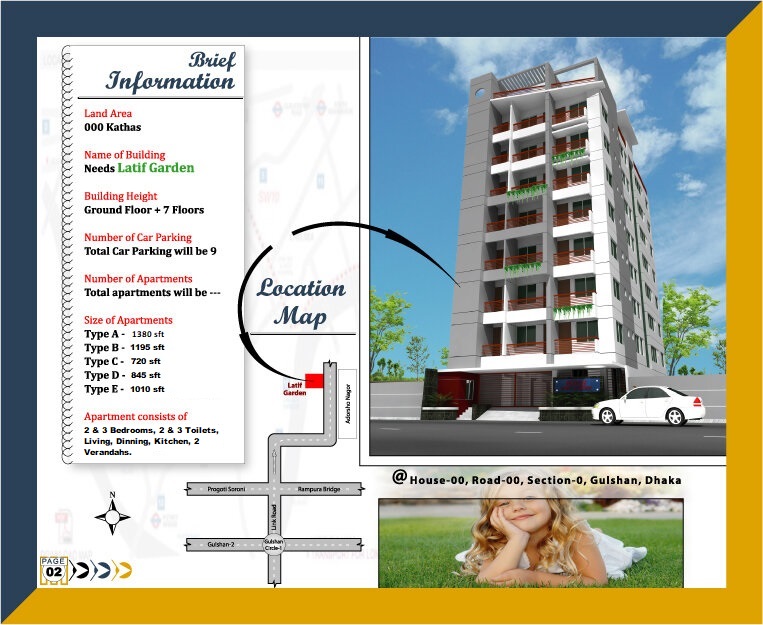 Brief
Information
Land Area
000 Kathas
Name of Building
Needs Latif Garden
Building Height
Ground Floor + 7 Floors
Number of Car Parking
Total Car Parking will be 9
Number of Apartments
Total apartments will be ---
Size of Apartments
Type A - 1380 sft
Type B - 1195 sft
Type C - 720 sft
Type D - 845 sft
Type E - 1010 sft
Apartment consists of
2 & 3 Bedrooms, 2 & 3 Toilets,
Living, Dinning, Kitchen, 2
Verandahs.
Location
Map
Latif
Garden
Adorsho Nagor
Progoti Soroni
Rampura Bridge
Link Road
Gulshan-2
Gulshan
Circle-1
N
@ House-00, Road-00, Section-0, Gulshan, Dhaka
PAGE
02